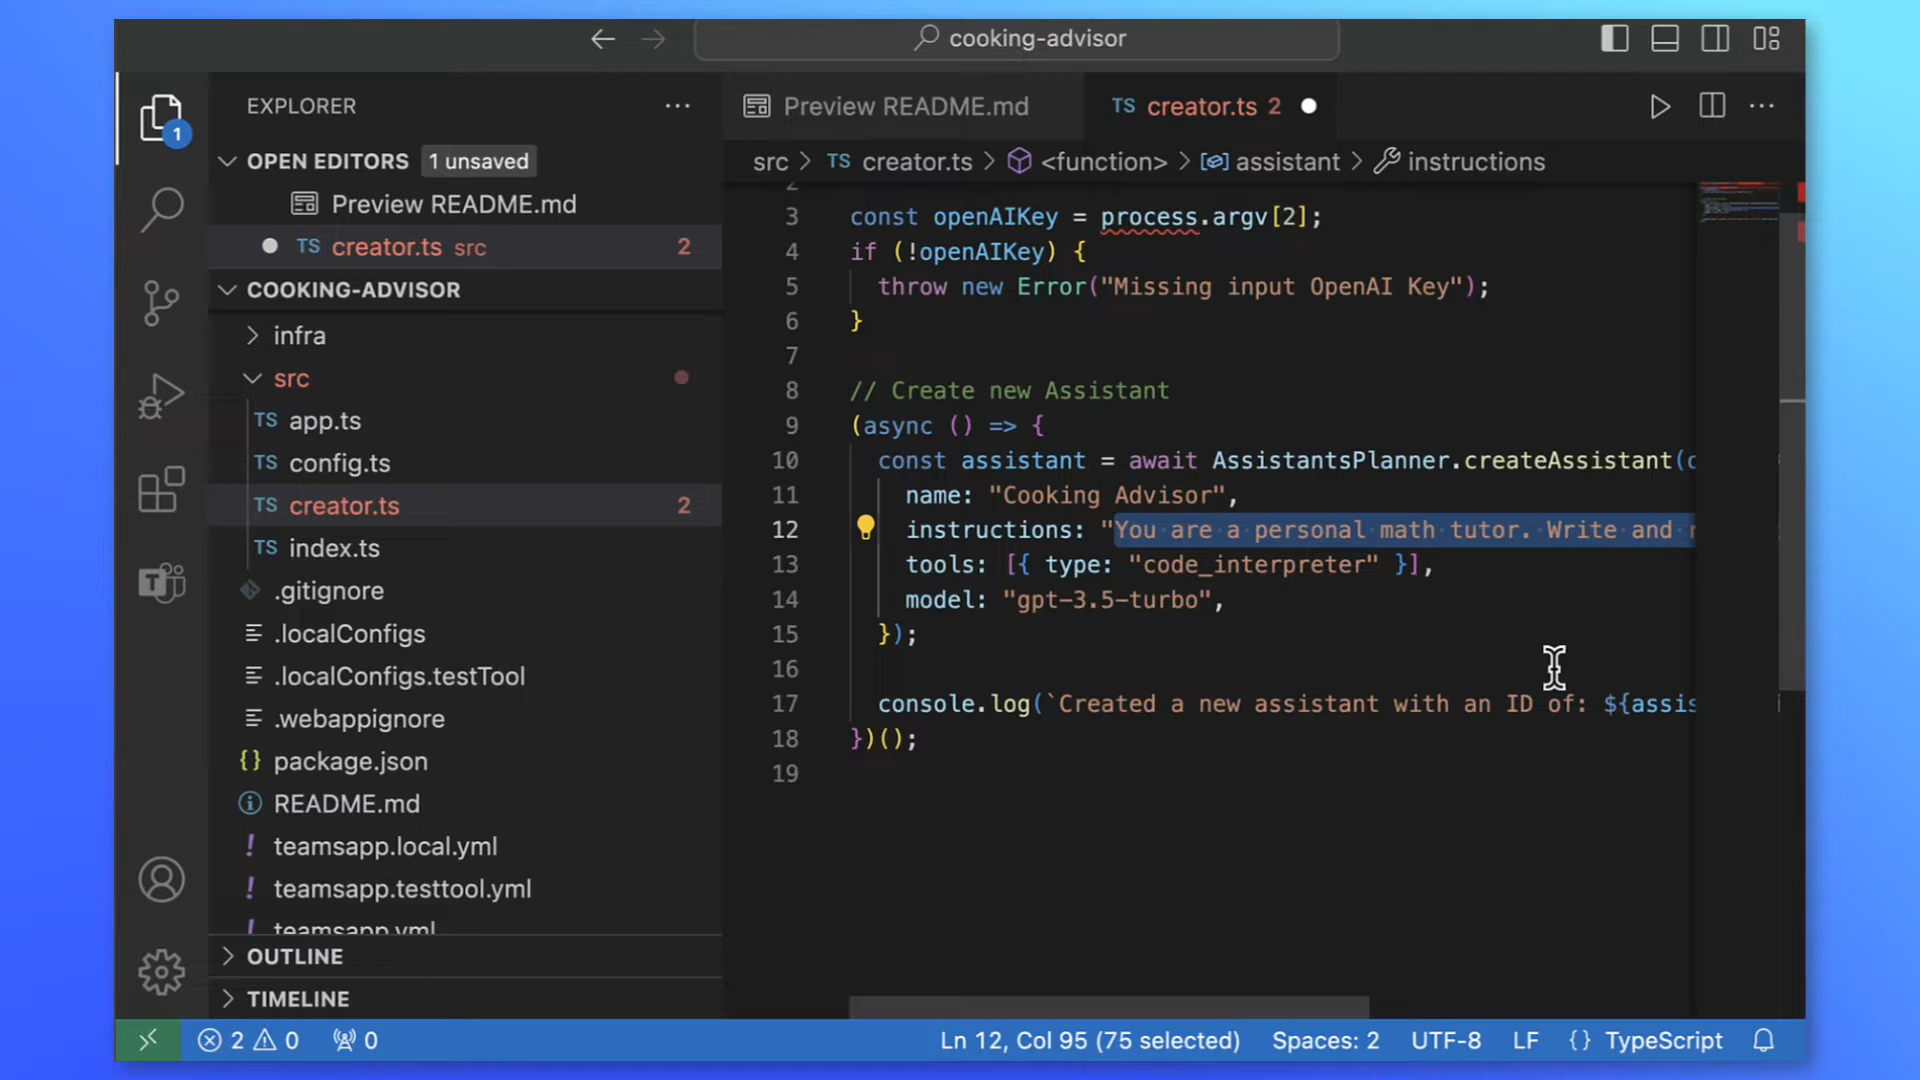 cooking-advisor
EXPLORER
OPEN EDITORS 1 unsaved
Preview README.md
TS creator.ts src 2
COOKING-ADVISOR
infra
src
TS app.ts
TS config.ts
TS creator.ts 2
TS index.ts
.gitignore
.localConfigs
.localConfigs.testTool
.webappignore
{} package.json
README.md
! teamsapp.local.yml
! teamsapp.testtool.yml
! teamsapp.yml
OUTLINE
TIMELINE
1
T
Preview README.md
TS creator.ts 2
src > TS creator.ts > <function> > assistant > instructions
2
3 const openAIKey = process.argv[2];
4 if (!openAIKey) {
5 throw new Error("Missing input OpenAI Key");
6 }
7
8 // Create new Assistant
9 (async () => {
10 const assistant = await AssistantsPlanner.createAssistant(
11 name: "Cooking Advisor",
12 instructions: "You are a personal math tutor. Write and
13 tools: [{ type: "code_interpreter" }],
14 model: "gpt-3.5-turbo",
15 });
16
17 console.log(`Created a new assistant with an ID of: ${assis
18 })();
19
2 0 0 Ln 12, Col 95 (75 selected) Spaces: 2 UTF-8 LF {} TypeScript